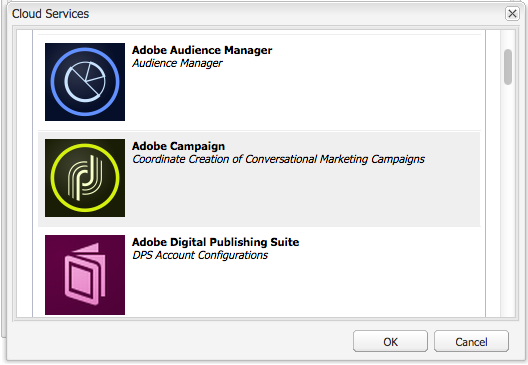 Cloud Services
Adobe Audience Manager
Audience Manager
Adobe Campaign
Coordinate Creation of Conversational Marketing Campaigns
Adobe Digital Publishing Suite
DPS Account Configurations
OK
Cancel